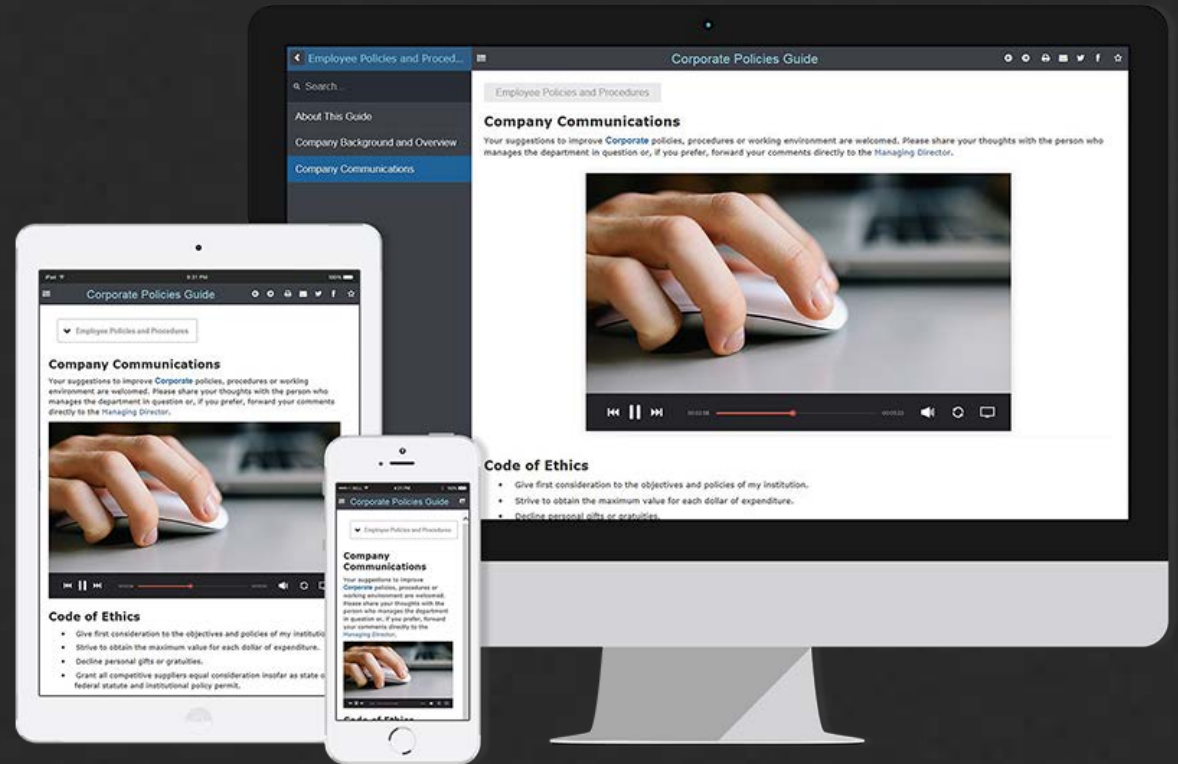 Employee Policies and Proced...
Corporate Policies Guide
Search...
About This Guide
Company Background and Overview
Company Communications
Employee Policies and Procedures
Company Communications
Your suggestions to improve Corporate policies, procedures or working environment are welcomed. Please share your thoughts with the person who
manages the department in question or, if you prefer, forward your comments directly to the Managing Director.
Code of Ethics
• Give first consideration to the objectives and policies of my institution.
• Strive to obtain the maximum value for each dollar of expenditure.
• Decline personal gifts or gratuities.
iPad
100%
Corporate Policies Guide
Employee Policies and Procedures
Company Communications
Your suggestions to improve Corporate policies, procedures or working
environment are welcomed. Please share your thoughts with the person who
manages the department in question or, if you prefer, forward your comments
directly to the Managing Director.
Code of Ethics
• Give first consideration to the objectives and policies of my institutio
• Strive to obtain the maximum value for each dollar of expenditure.
• Decline personal gifts or gratuities.
• Grant all competitive suppliers equal consideration insofar as state o
federal statute and institutional policy permit.
Corporate Policies Guide
Employee Policies and Procedures
Company
Communications
Your suggestions to improve
Corporate policies, procedures or
working environment are welcomed.
Please share your thoughts with the
person who manages the department
in question or, if you prefer, forward
your comments directly to the
Managing Director.
Code of Ethics